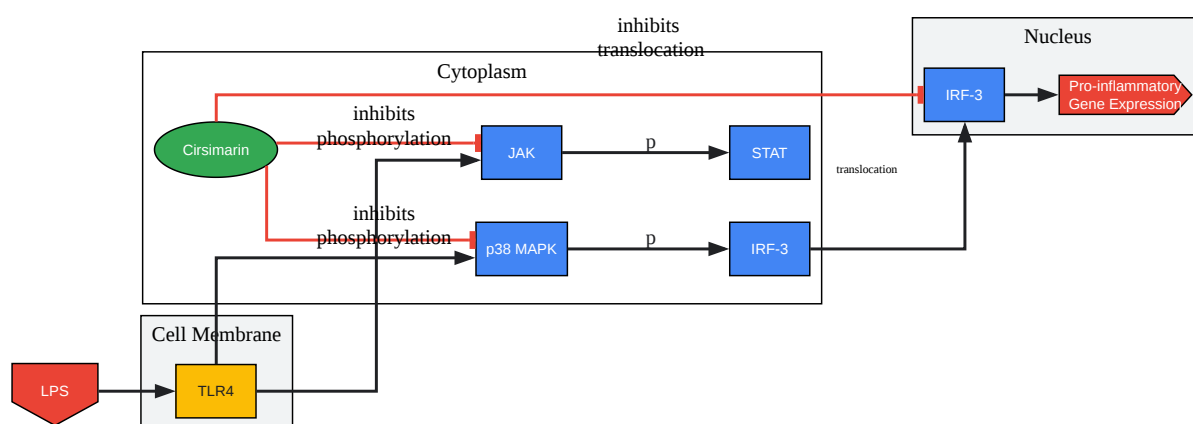 inhibits
translocation
Nucleus
Cytoplasm
IRF-3
Pro-inflammatory
Gene Expression
inhibits
phosphorylation
Cirsimarin
JAK
p
STAT
translocation
inhibits
phosphorylation
p38 MAPK
p
IRF-3
Cell Membrane
LPS
TLR4